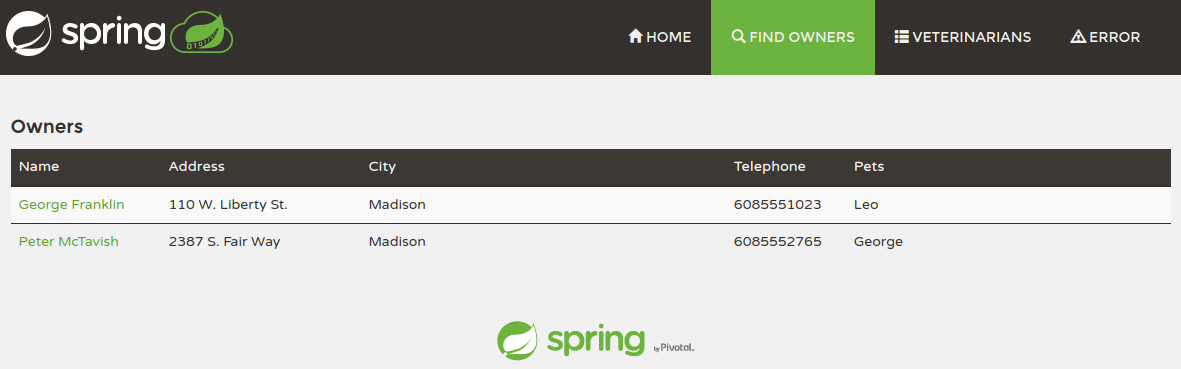 spring HOME FIND OWNERS VETERINARIANS ERROR
Owners
Name Address City Telephone Pets
George Franklin 110 W. Liberty St. Madison 6085551023 Leo
Peter McTavish 2387 S. Fair Way Madison 6085552765 George
spring by Pivotal.